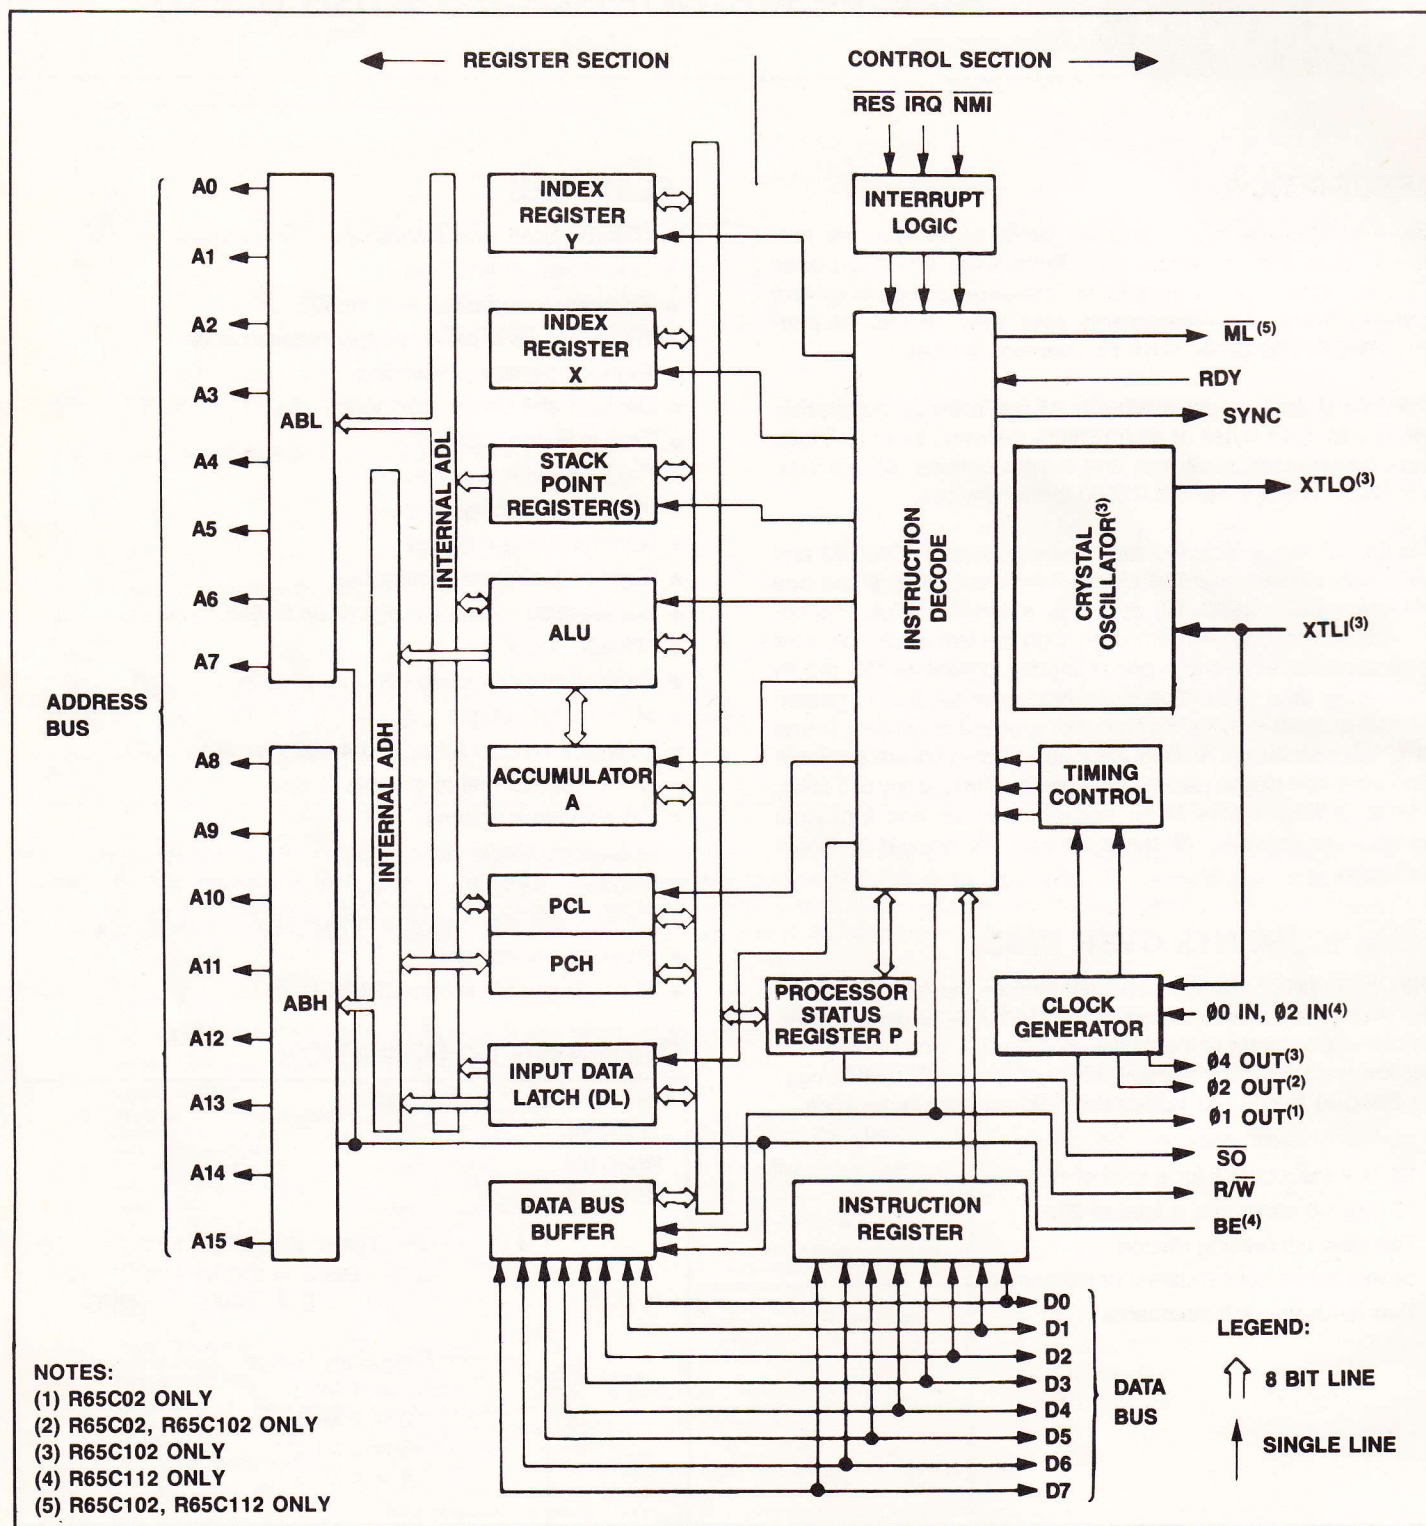 REGISTER SECTION
CONTROL SECTION
RES IRQ NMI
A0
A1
A2
A3
A4
A5
A6
A7
ADDRESS
BUS
A8
A9
A10
A11
A12
A13
A14
A15
ABL
ABH
INTERNAL ADL
INTERNAL ADH
INDEX
REGISTER
Y
INDEX
REGISTER
X
STACK
POINT
REGISTER(S)
ALU
ACCUMULATOR
A
PCL
PCH
INPUT DATA
LATCH (DL)
DATA BUS
BUFFER
INTERRUPT
LOGIC
INSTRUCTION
DECODE
PROCESSOR
STATUS
REGISTER P
INSTRUCTION
REGISTER
CRYSTAL
OSCILLATOR(3)
TIMING
CONTROL
CLOCK
GENERATOR
ML(5)
RDY
SYNC
XTLO(3)
XTLI(3)
Ø0 IN, Ø2 IN(4)
Ø4 OUT(3)
Ø2 OUT(2)
Ø1 OUT(1)
SO
R/W
BE(4)
D0
D1
D2
D3
D4
D5
D6
D7
DATA
BUS
LEGEND:
8 BIT LINE
SINGLE LINE
NOTES:
(1) R65C02 ONLY
(2) R65C02, R65C102 ONLY
(3) R65C102 ONLY
(4) R65C112 ONLY
(5) R65C102, R65C112 ONLY